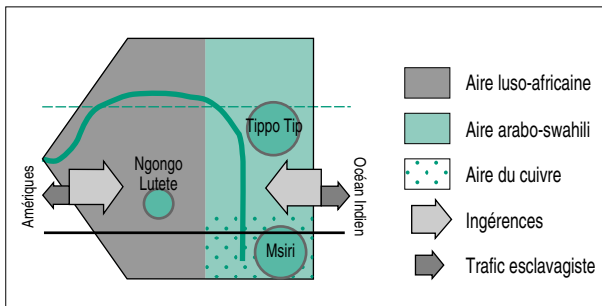 Tippo Tip
Ngongo
Lutete
Msiri
Amériques
Océan Indien
Aire luso-africaine
Aire arabo-swahili
Aire du cuivre
Ingérences
Trafic esclavagiste